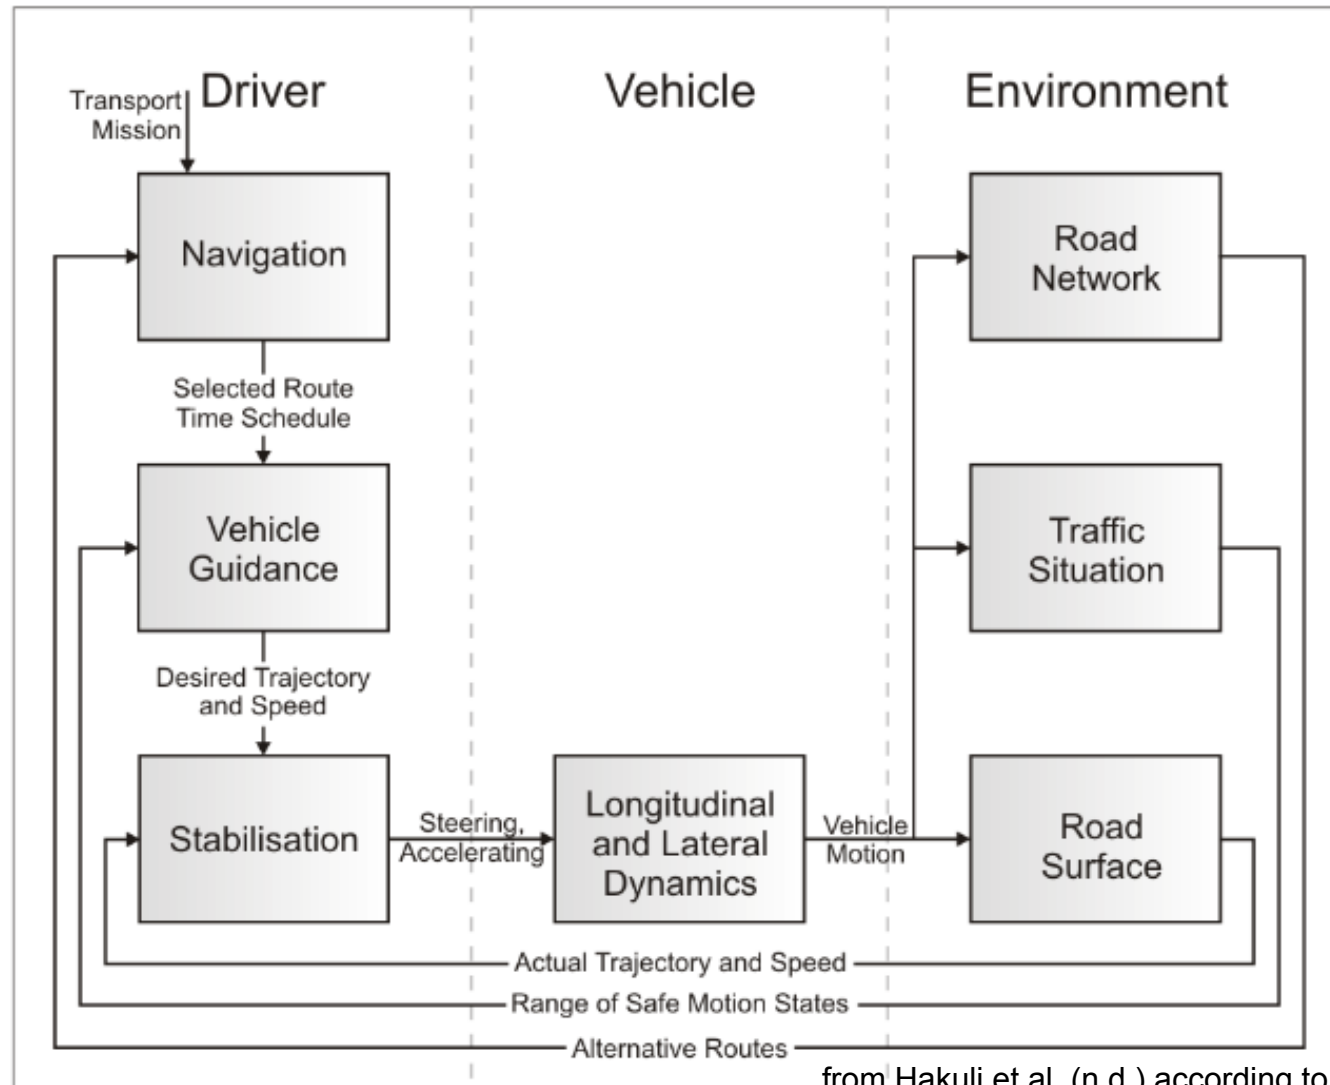 Driver
Vehicle
Environment
Transport
Mission
Navigation
Road
Network
Selected Route
Time Schedule
Vehicle
Guidance
Traffic
Situation
Desired Trajectory
and Speed
Stabilisation
Steering,
Accelerating
Longitudinal
and Lateral
Dynamics
Vehicle
Motion
Road
Surface
Actual Trajectory and Speed
Range of Safe Motion States
Alternative Routes
from Hakuli et al. (n.d.) according to